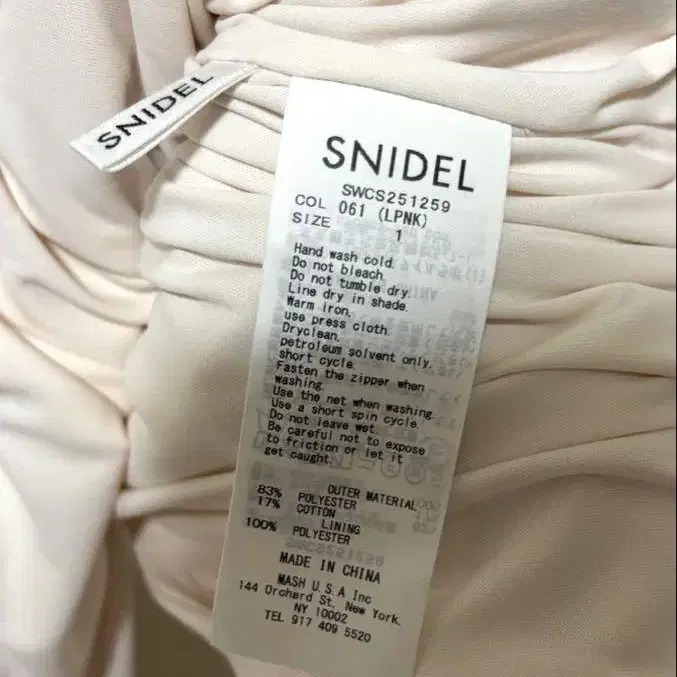 SNIDEL
SNIDEL
SWCS251259
COL 061 (LPNK)
SIZE 1
Hand wash cold.
Do not bleach.
Do not tumble dry.
Line dry in shade.
Warm Iron.
use press cloth.
Dryclean.
petroleum solvent only.
short cycle.
Fasten the zipper when
washing.
Use the net when washing.
Use a short spin cycle.
Do not leave wet.
Be careful not to expose
to friction or let it
get caught.
OUTER MATERIAL
83% POLYESTER
17% COTTON
LINING
100% POLYESTER
MADE IN CHINA
MASH U.S.A Inc
144 Orchard St, New York.
NY 10002
TEL 917 409 5520